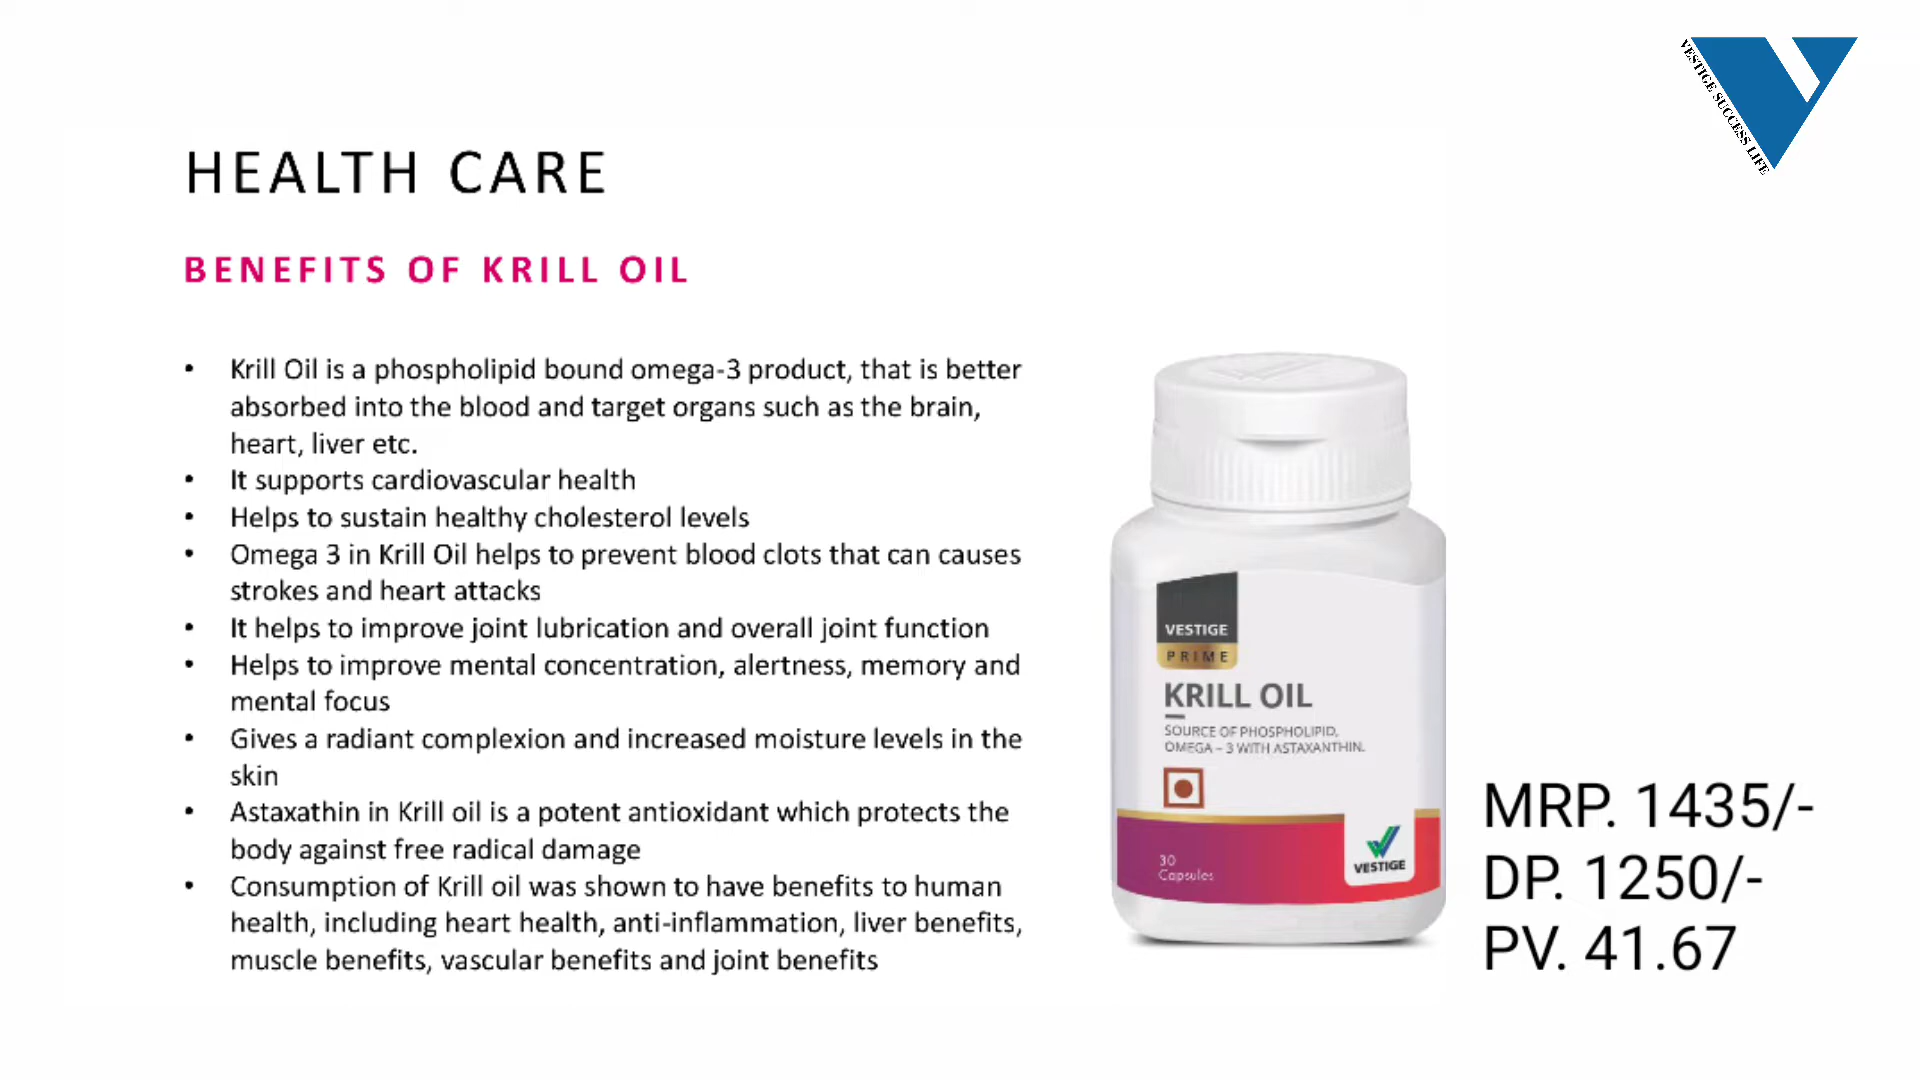 VESTIGE SUCCESS LIFE
HEALTH CARE
BENEFITS OF KRILL OIL
• Krill Oil is a phospholipid bound omega-3 product, that is better
absorbed into the blood and target organs such as the brain,
heart, liver etc.
• It supports cardiovascular health
• Helps to sustain healthy cholesterol levels
• Omega 3 in Krill Oil helps to prevent blood clots that can causes
strokes and heart attacks
• It helps to improve joint lubrication and overall joint function
• Helps to improve mental concentration, alertness, memory and
mental focus
• Gives a radiant complexion and increased moisture levels in the
skin
• Astaxathin in Krill oil is a potent antioxidant which protects the
body against free radical damage
• Consumption of Krill oil was shown to have benefits to human
health, including heart health, anti-inflammation, liver benefits,
muscle benefits, vascular benefits and joint benefits
VESTIGE
PRIME
KRILL OIL
SOURCE OF PHOSPHOLIPID,
OMEGA – 3 WITH ASTAXANTHIN.
30
Capsules
VESTIGE
MRP. 1435/-
DP. 1250/-
PV. 41.67